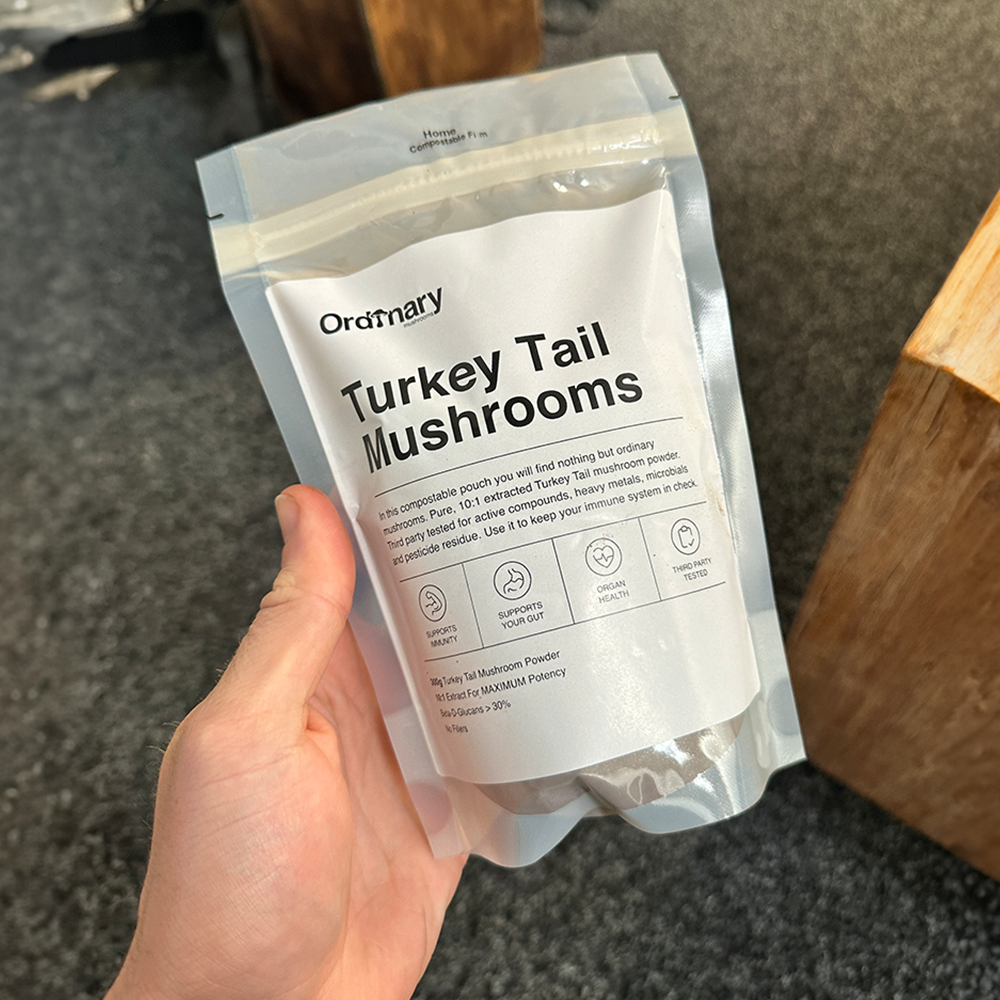 Home
Compostable Film
Ordinary
mushrooms
Turkey Tail
Mushrooms
In this compostable pouch you will find nothing but ordinary
mushrooms. Pure, 10:1 extracted Turkey Tail mushroom powder.
Third party tested for active compounds, heavy metals, microbials
and pesticide residue. Use it to keep your immune system in check.
SUPPORTS
IMMUNITY
SUPPORTS
YOUR GUT
ORGAN
HEALTH
THIRD PARTY
TESTED
Turkey Tail Mushroom Powder
10:1 Extract For MAXIMUM Potency
Beta-D-Glucans > 30%
No Fillers